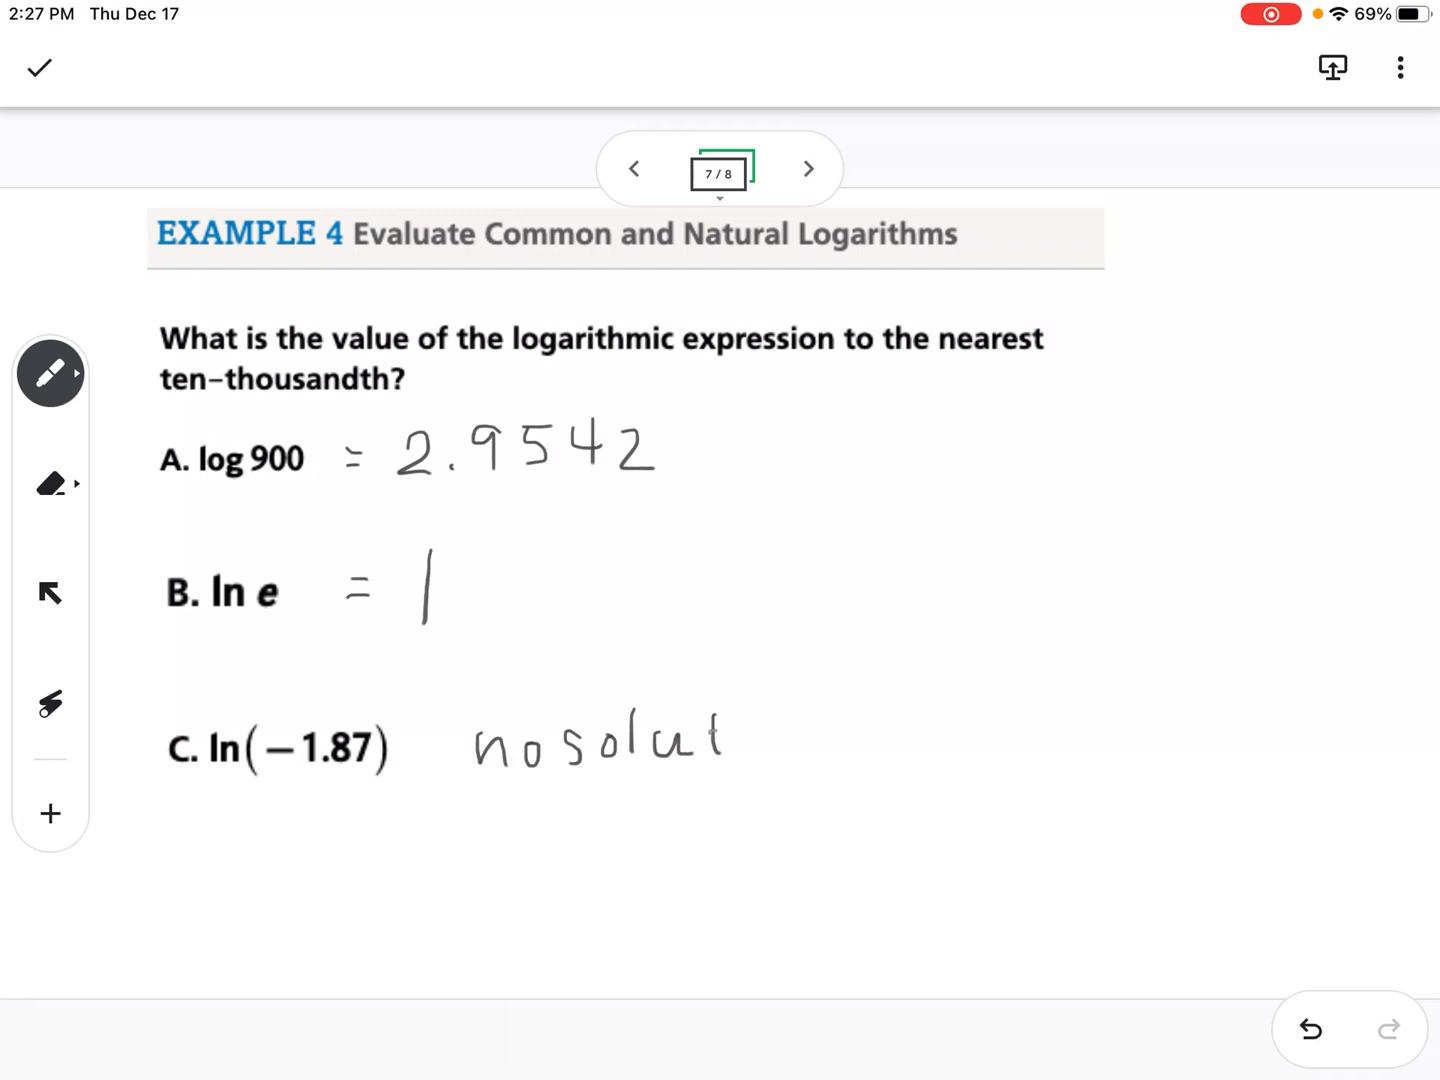 2:27 PM Thu Dec 17 69%
7 / 8
EXAMPLE 4 Evaluate Common and Natural Logarithms
What is the value of the logarithmic expression to the nearest
ten-thousandth?
A. log 900 = 2.9542
B. ln e = 1
C. ln(−1.87) no solut